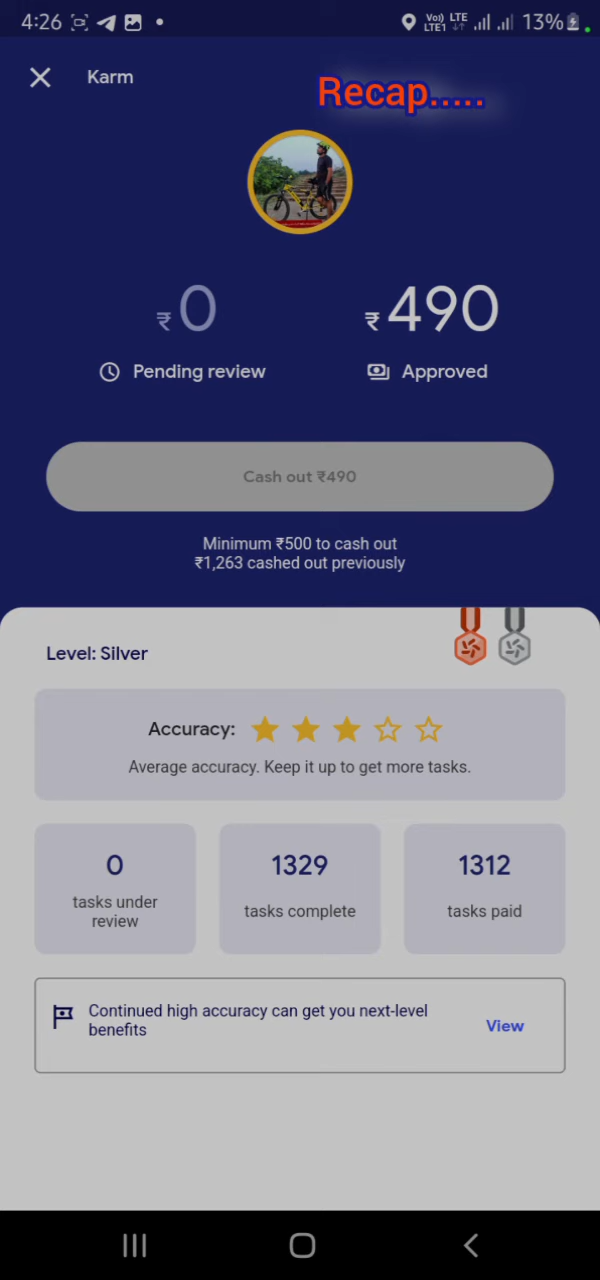 4:26
Vo) LTE
LTE1
13%
Karm
Recap.....
₹0
₹490
Pending review
Approved
Cash out ₹490
Minimum ₹500 to cash out
₹1,263 cashed out previously
Level: Silver
Accuracy:
Average accuracy. Keep it up to get more tasks.
0
1329
1312
tasks under
review
tasks complete
tasks paid
Continued high accuracy can get you next-level
benefits
View